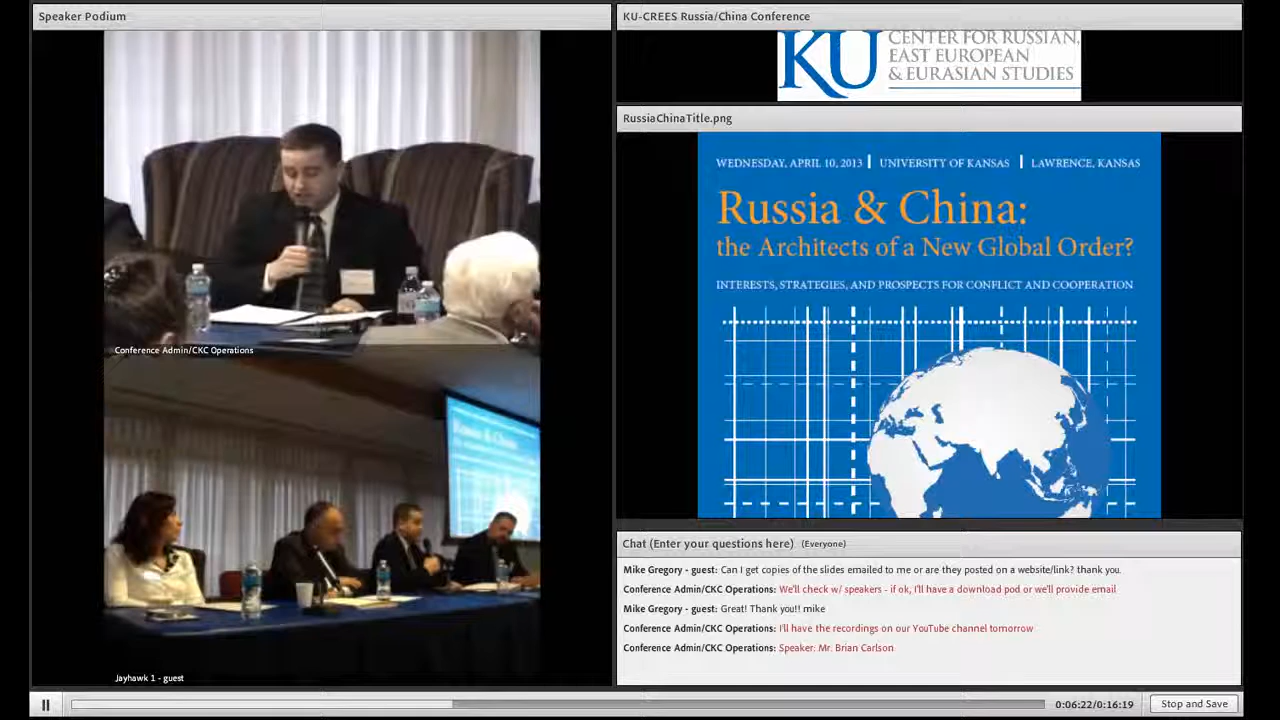 Speaker Podium
Conference Admin/CKC Operations
Russia & China
Jayhawk 1 - guest
KU-CREES Russia/China Conference
KU
CENTER FOR RUSSIAN,
EAST EUROPEAN
& EURASIAN STUDIES
RussiaChinaTitle.png
WEDNESDAY, APRIL 10, 2013 | UNIVERSITY OF KANSAS | LAWRENCE, KANSAS
Russia & China:
the Architects of a New Global Order?
INTERESTS, STRATEGIES, AND PROSPECTS FOR CONFLICT AND COOPERATION
Chat (Enter your questions here) (Everyone)
Mike Gregory - guest: Can I get copies of the slides emailed to me or are they posted on a website/link? thank you.
Conference Admin/CKC Operations: We'll check w/ speakers - if ok, I'll have a download pod or we'll provide email
Mike Gregory - guest: Great! Thank you!! mike
Conference Admin/CKC Operations: I'll have the recordings on our YouTube channel tomorrow
Conference Admin/CKC Operations: Speaker: Mr. Brian Carlson
0:06:22/0:16:19
Stop and Save